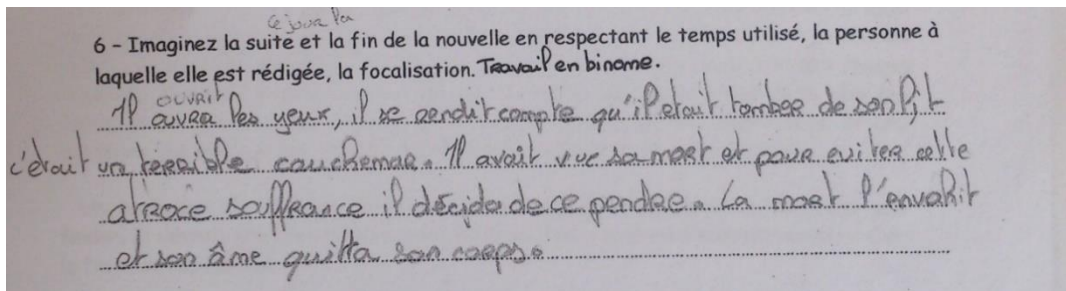 ce jour la
6 - Imaginez la suite et la fin de la nouvelle en respectant le temps utilisé, la personne à
laquelle elle est rédigée, la focalisation. Travail en binome.
ouvrit
Il ouvra les yeux, il se rendit compte qu'il etait tombee de son lit
c'était un terrible cauchemar. Il avait vue sa mort et pour eviter cette
atroce souffrance il décida de ce pendre. La mort l'envahit
et son âme quitta son corps.